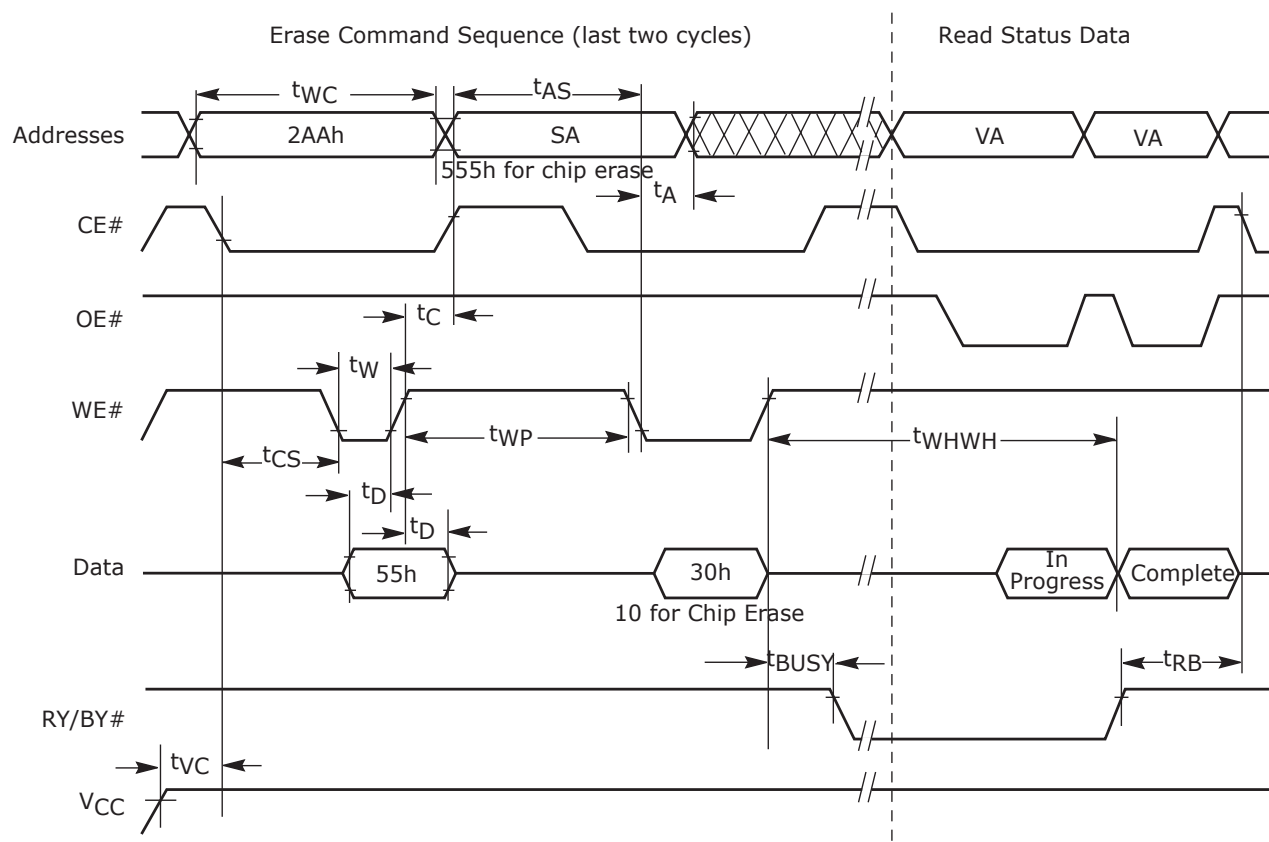 Erase Command Sequence (last two cycles)
Read Status Data
tWC
tAS
Addresses
2AAh
SA
VA
VA
555h for chip erase
tA
CE#
OE#
tC
tW
WE#
tWP
tWHWH
tCS
tD
tD
Data
55h
30h
In
Progress
Complete
10 for Chip Erase
tBUSY
tRB
RY/BY#
tVC
VCC